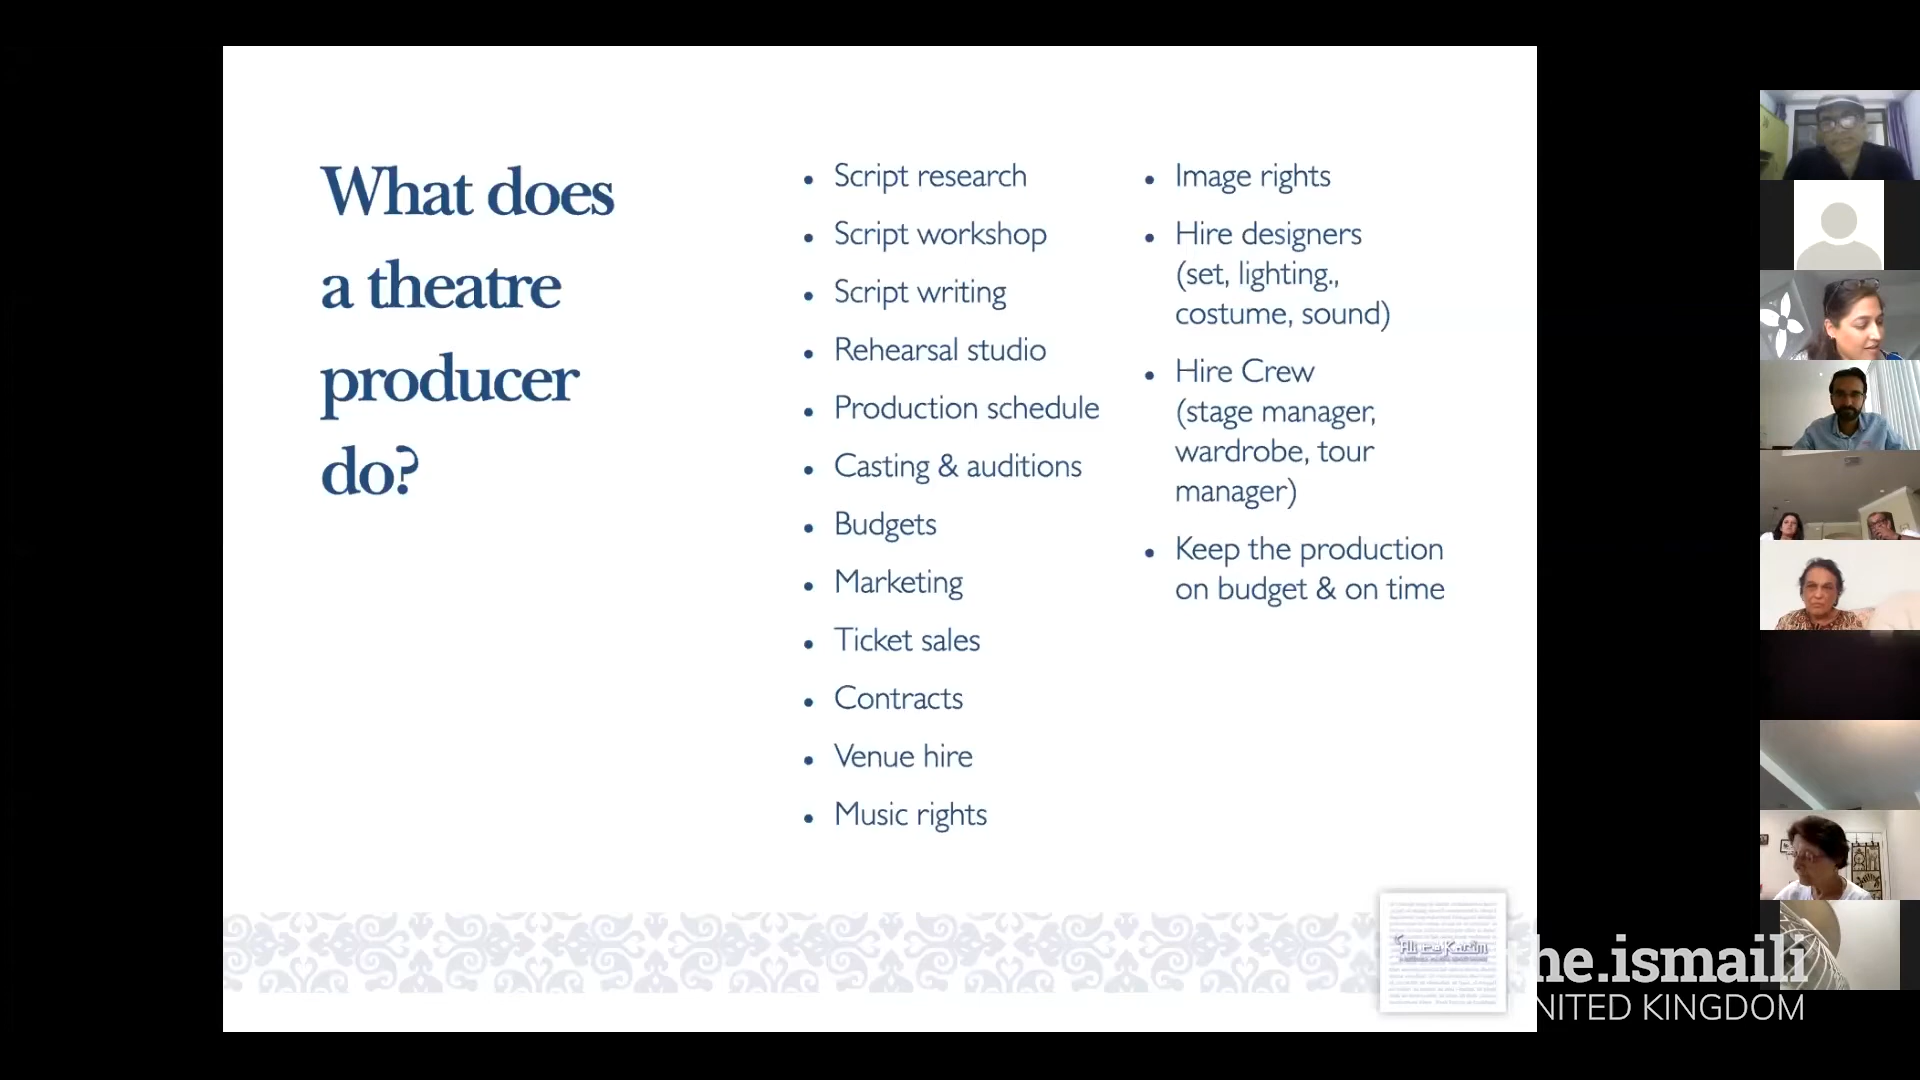 What does
a theatre
producer
do?
• Script research
• Script workshop
• Script writing
• Rehearsal studio
• Production schedule
• Casting & auditions
• Budgets
• Marketing
• Ticket sales
• Contracts
• Venue hire
• Music rights
• Image rights
• Hire designers
(set, lighting.,
costume, sound)
• Hire Crew
(stage manager,
wardrobe, tour
manager)
• Keep the production
on budget & on time
he.ismaili
NITED KINGDOM